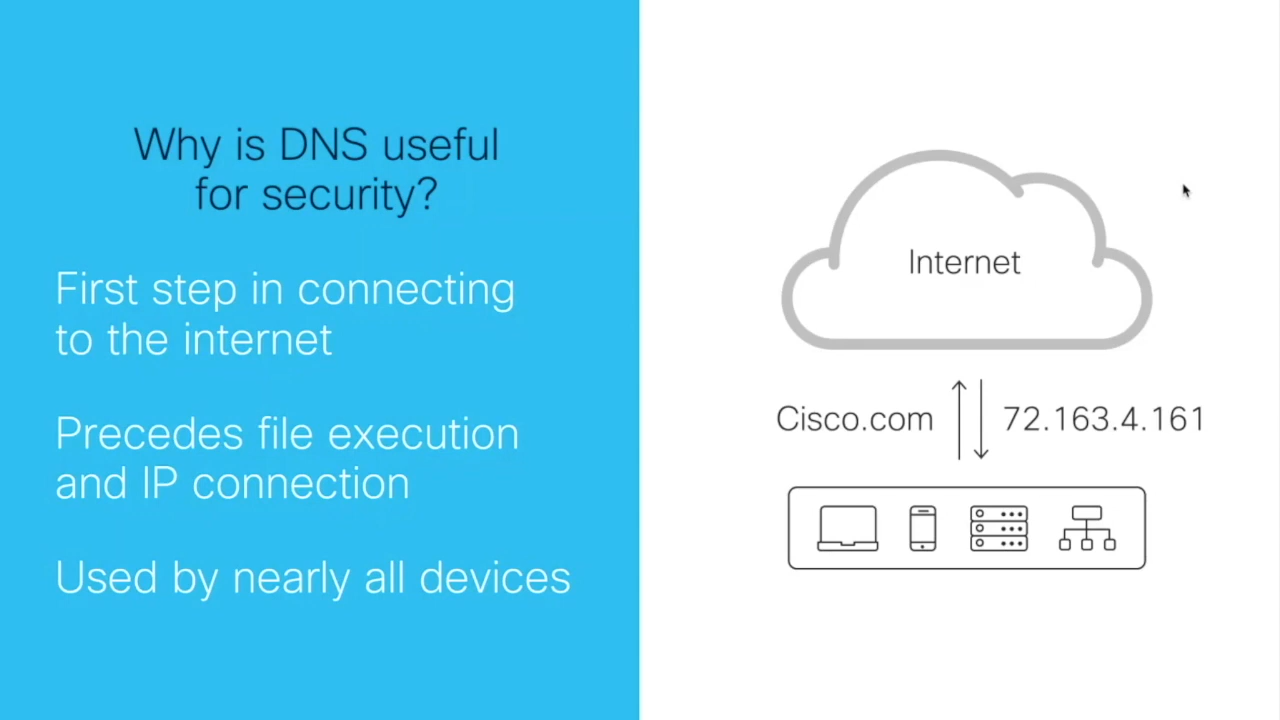 Why is DNS useful
for security?
First step in connecting
to the internet
Precedes file execution
and IP connection
Used by nearly all devices
Internet
Cisco.com
72.163.4.161